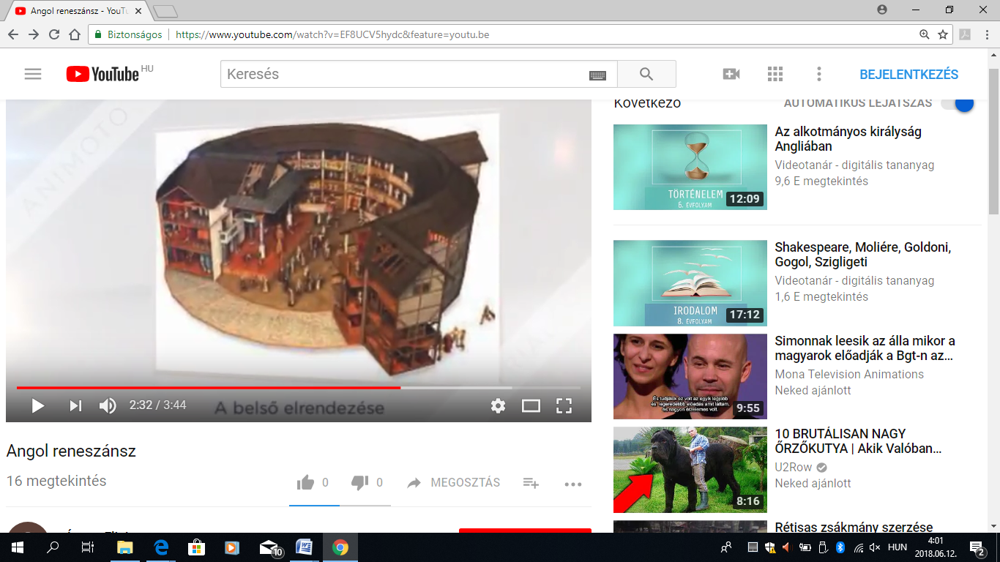 Angol reneszánsz - YouTu
Biztonságos
https://www.youtube.com/watch?v=EF8UCV5hydc&feature=youtu.be
YouTube HU
Keresés
BEJELENTKEZÉS
ANIMOTO
2:32 / 3:44
A belső elrendezése
Angol reneszánsz
16 megtekintés
0
0
MEGOSZTÁS
Következő
AUTOMATIKUS LEJÁTSZÁS
TÖRTÉNELEM
6. ÉVFOLYAM
12:09
Az alkotmányos királyság
Angliában
Videotanár - digitális tananyag
9,6 E megtekintés
IRODALOM
8. ÉVFOLYAM
17:12
Shakespeare, Moliére, Goldoni,
Gogol, Szigligeti
Videotanár - digitális tananyag
1,6 E megtekintés
És tudjátok ez volt az egyik legjobb
és legeredetibb előadás amit láttam,
és nagyon érzelemes volt.
9:55
Simonnak leesik az álla mikor a
magyarok előadják a Bgt-n az...
Mona Television Animations
Neked ajánlott
8:16
10 BRUTÁLISAN NAGY
ŐRZŐKUTYA | Akik Valóban...
U2Row
Neked ajánlott
Rétisas zsákmány szerzése
10
HUN
4:01
2018.06.12.
2